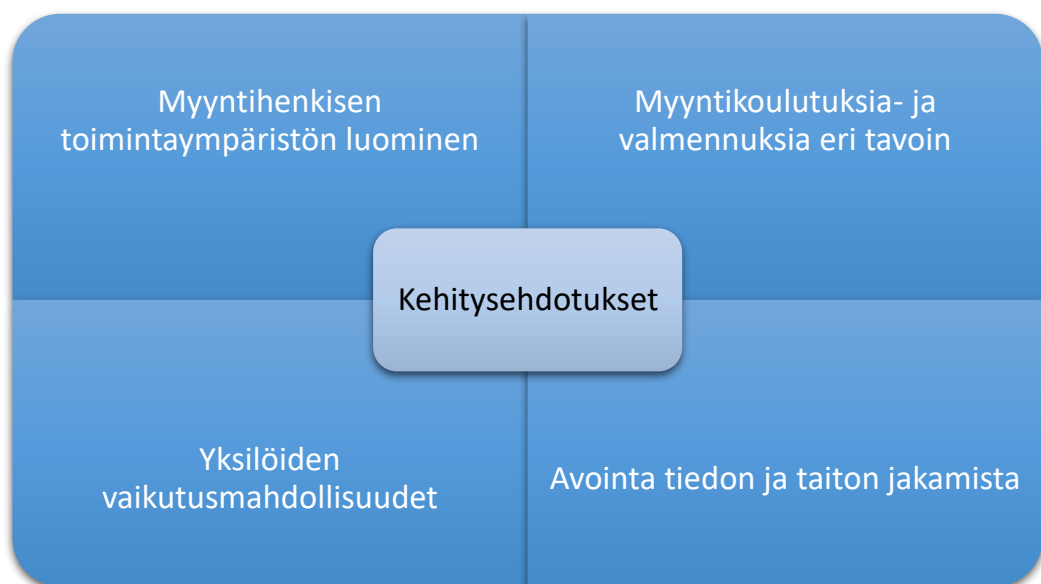 Myyntihenkisen
toimintaympäristön luominen
Myyntikoulutuksia- ja
valmennuksia eri tavoin
Kehitysehdotukset
Yksilöiden
vaikutusmahdollisuudet
Avointa tiedon ja taiton jakamista